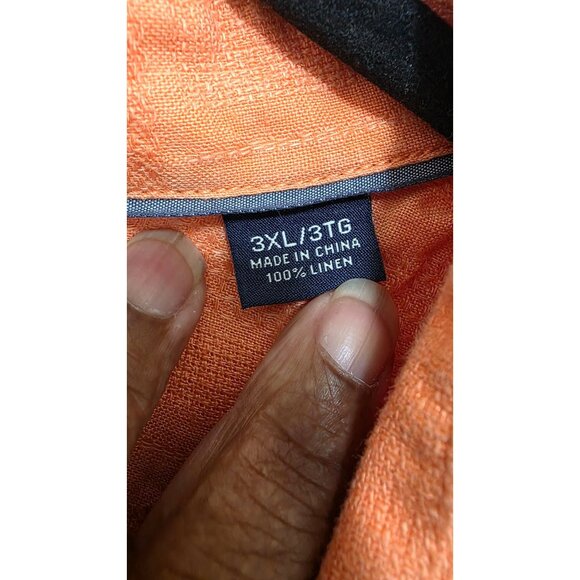 3XL/3TG
MADE IN CHINA
100% LINEN